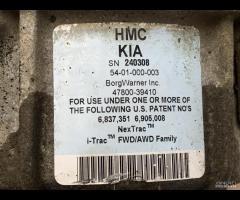 HMC
KIA
SN 240308
54-01-000-003
BorgWarner Inc.
47800-39410
FOR USE UNDER ONE OR MORE OF
THE FOLLOWING U.S. PATENT NO'S
6,837,351 6,905,008
NexTrac™
i-Trac™ FWD/AWD Family